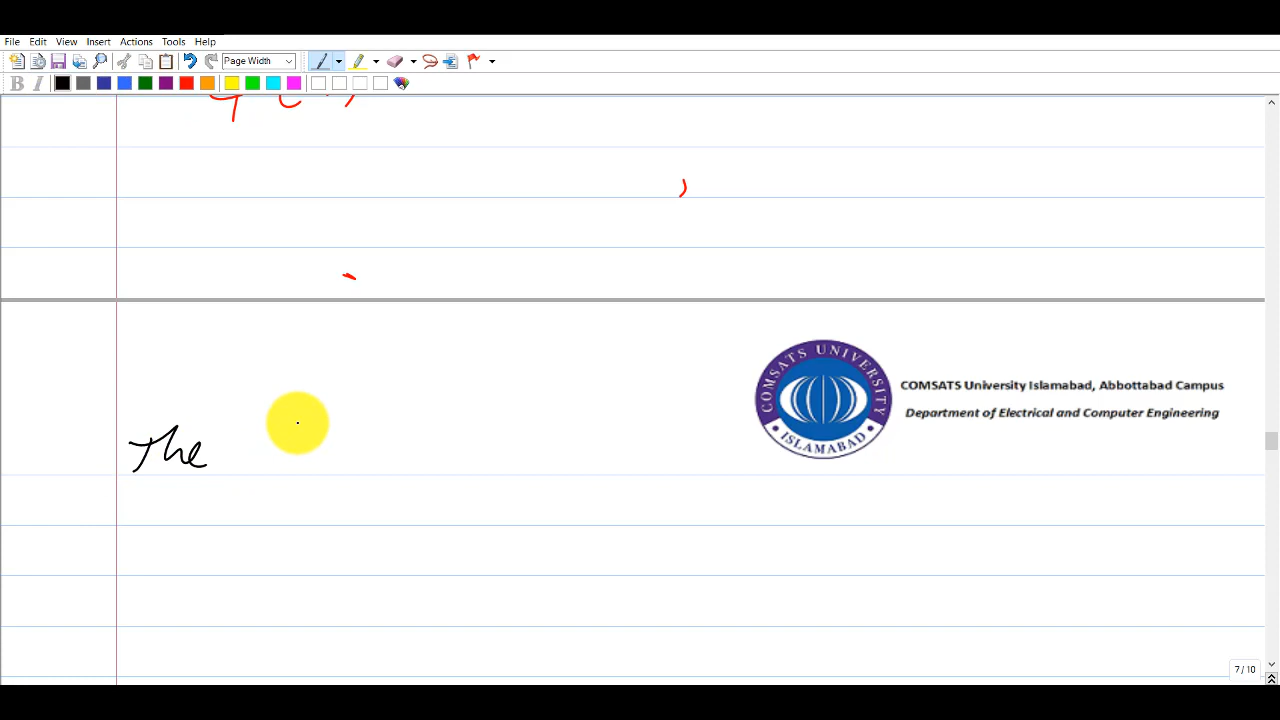 File Edit View Insert Actions Tools Help
Page Width
B I
COMSATS UNIVERSITY
ISLAMABAD
COMSATS University Islamabad, Abbottabad Campus
Department of Electrical and Computer Engineering
The
7 / 10